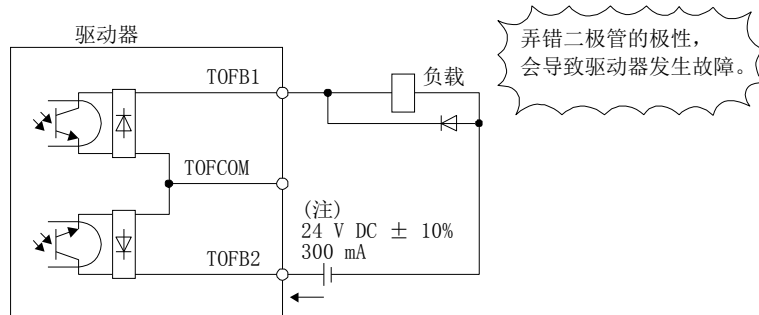 驱动器
弄错二极管的极性，
会导致驱动器发生故障。
TOFB1
负载
TOFCOM
(注)
24 V DC ± 10%
300 mA
TOFB2